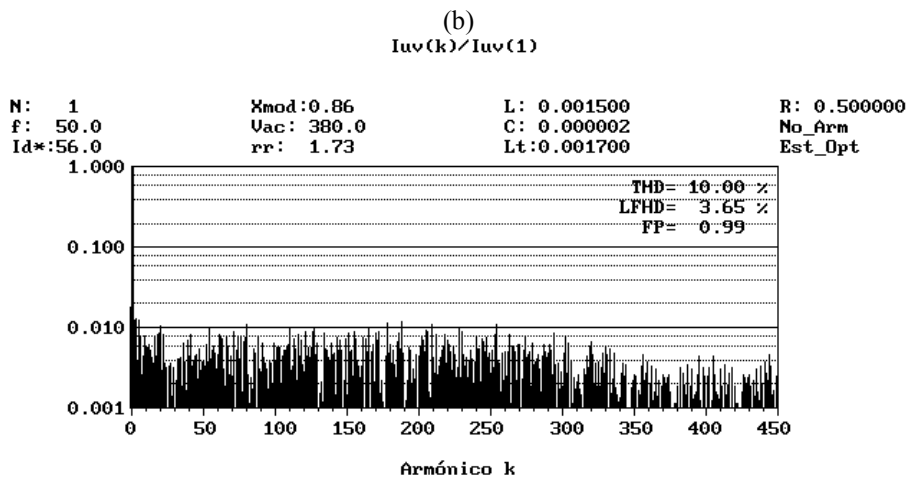 (b)
Iuv(k)/Iuv(1)
N: 1 Xmod:0.86 L: 0.001500 R: 0.500000
f: 50.0 Vac: 380.0 C: 0.000002 No_Arm
Id*:56.0 rr: 1.73 Lt:0.001700 Est_Opt
1.000
THD= 10.00 %
LFHD= 3.65 %
FP= 0.99
0.100
0.010
0.001
0 50 100 150 200 250 300 350 400 450
Armónico k